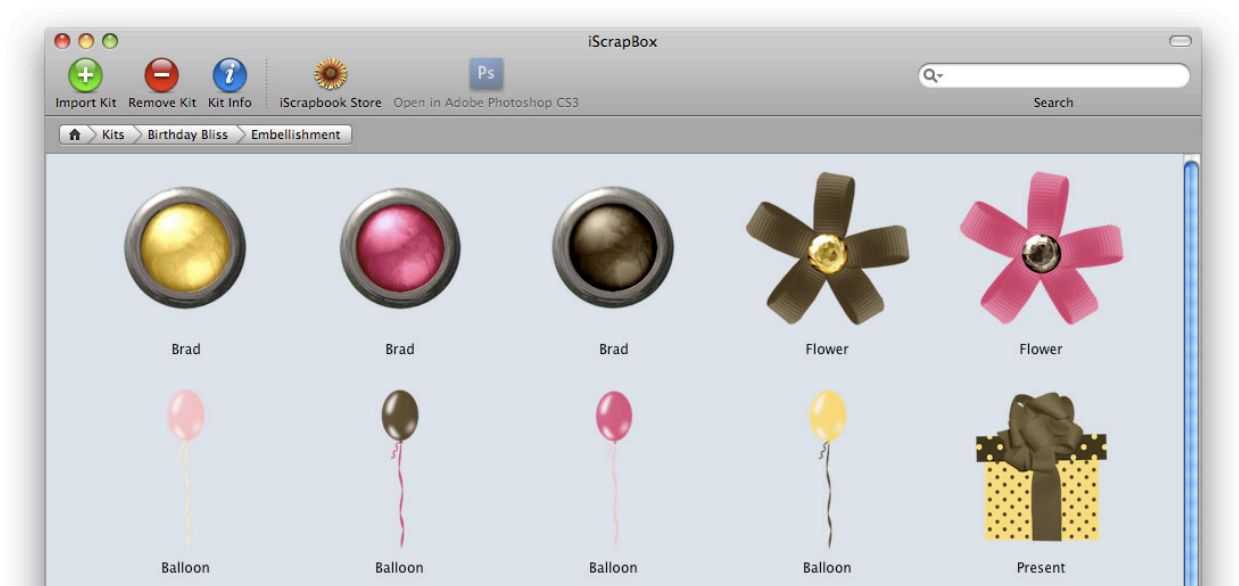 iScrapBox
Ps
Import Kit Remove Kit Kit Info iScrapbook Store Open in Adobe Photoshop CS3 Search
Kits Birthday Bliss Embellishment
Brad Brad Brad Flower Flower
Balloon Balloon Balloon Balloon Present